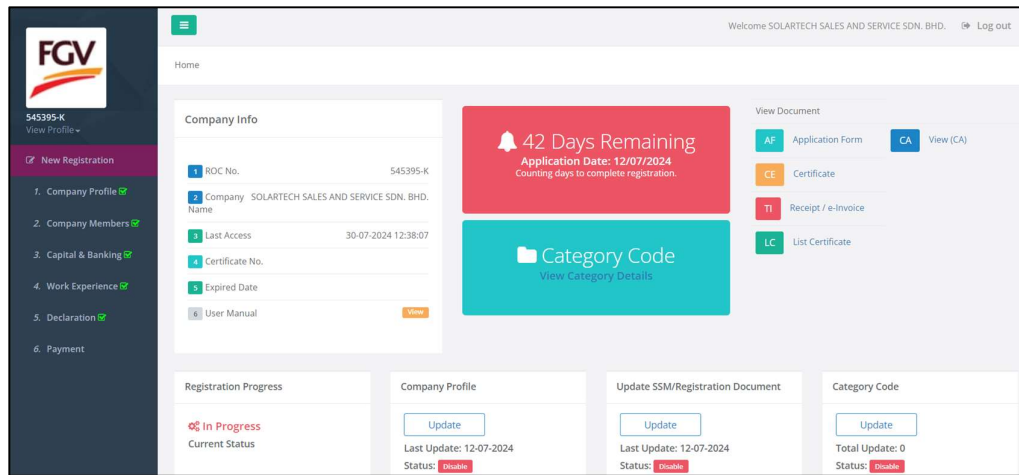 FGV
545395-K
View Profile
New Registration
1. Company Profile
2. Company Members
3. Capital & Banking
4. Work Experience
5. Declaration
6. Payment
Welcome SOLARTECH SALES AND SERVICE SDN. BHD. Log out
Home
Company Info
1 ROC No. 545395-K
2 Company SOLARTECH SALES AND SERVICE SDN. BHD.
Name
3 Last Access 30-07-2024 12:38:07
4 Certificate No.
5 Expired Date
6 User Manual View
42 Days Remaining
Application Date: 12/07/2024
Counting days to complete registration.
Category Code
View Category Details
View Document
AF Application Form CA View (CA)
CE Certificate
TI Receipt / e-Invoice
LC List Certificate
Registration Progress
In Progress
Current Status
Company Profile
Update
Last Update: 12-07-2024
Status: Disable
Update SSM/Registration Document
Update
Last Update: 12-07-2024
Status: Disable
Category Code
Update
Total Update: 0
Status: Disable